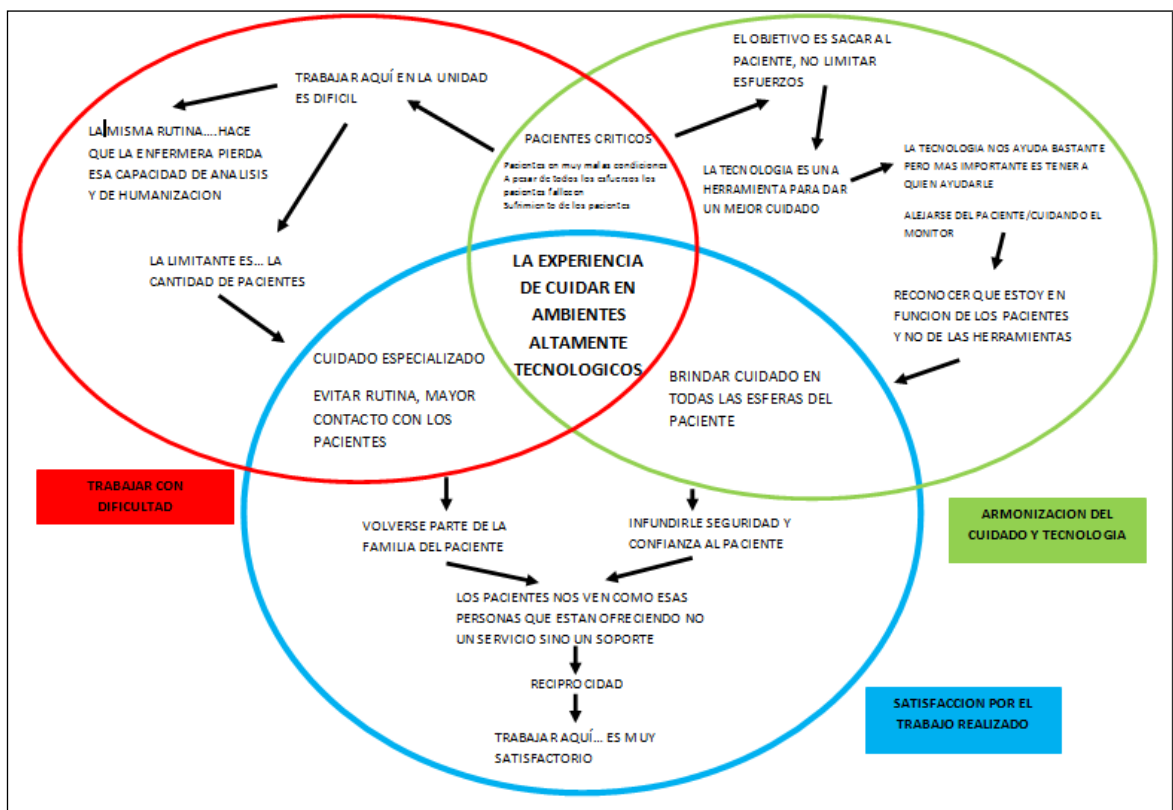 EL OBJETIVO ES SACAR AL
PACIENTE, NO LIMITAR
ESFUERZOS
TRABAJAR AQUÍ EN LA UNIDAD
ES DIFICIL
LA MISMA RUTINA....HACE
QUE LA ENFERMERA PIERDA
ESA CAPACIDAD DE ANALISIS
Y DE HUMANIZACION
PACIENTES CRITICOS
Pacientes en muy malas condiciones
A pesar de todos los esfuerzos los
pacientes fallecen
Sufrimiento de los pacientes
LA TECNOLOGIA ES UNA
HERRAMIENTA PARA DAR
UN MEJOR CUIDADO
LA TECNOLOGIA NOS AYUDA BASTANTE
PERO MAS IMPORTANTE ES TENER A
QUIEN AYUDARLE
ALEJARSE DEL PACIENTE/CUIDANDO EL
MONITOR
LA LIMITANTE ES... LA
CANTIDAD DE PACIENTES
LA EXPERIENCIA
DE CUIDAR EN
AMBIENTES
ALTAMENTE
TECNOLOGICOS
RECONOCER QUE ESTOY EN
FUNCION DE LOS PACIENTES
Y NO DE LAS HERRAMIENTAS
CUIDADO ESPECIALIZADO
EVITAR RUTINA, MAYOR
CONTACTO CON LOS
PACIENTES
BRINDAR CUIDADO EN
TODAS LAS ESFERAS DEL
PACIENTE
TRABAJAR CON
DIFICULTAD
VOLVERSE PARTE DE LA
FAMILIA DEL PACIENTE
INFUNDIRLE SEGURIDAD Y
CONFIANZA AL PACIENTE
ARMONIZACION DEL
CUIDADO Y TECNOLOGIA
LOS PACIENTES NOS VEN COMO ESAS
PERSONAS QUE ESTAN OFRECIENDO NO
UN SERVICIO SINO UN SOPORTE
RECIPROCIDAD
SATISFACCION POR EL
TRABAJO REALIZADO
TRABAJAR AQUÍ... ES MUY
SATISFACTORIO